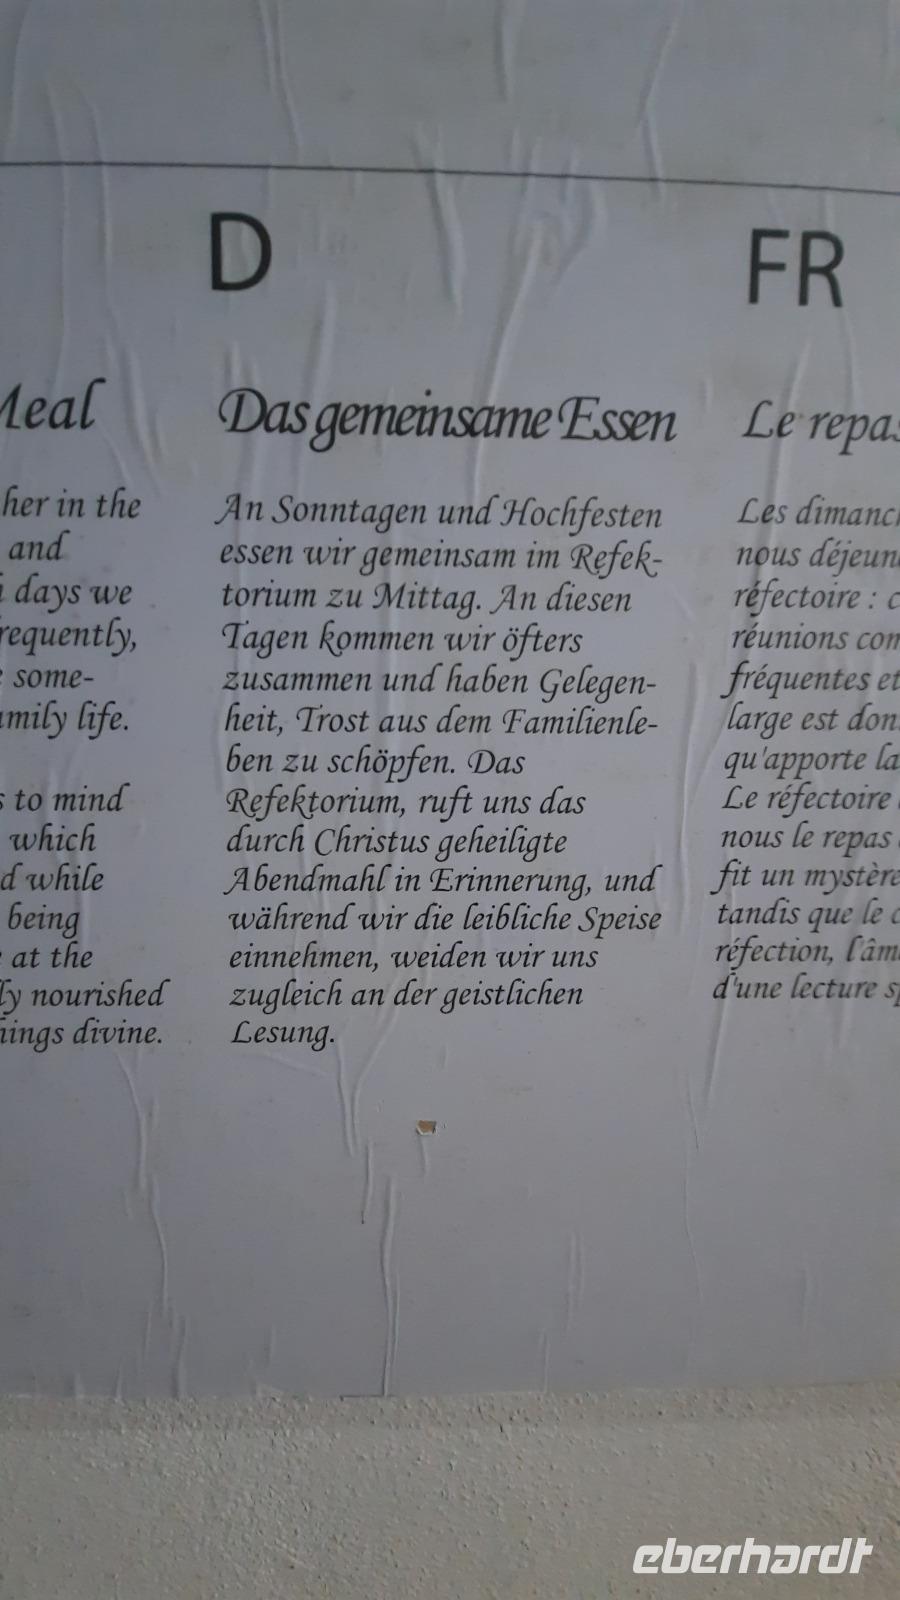 D
FR
Meal
her in the
and
days we
requently,
some-
mily life.
to mind
which
d while
being
at the
ly nourished
hings divine.
Das gemeinsame Essen
An Sonntagen und Hochfesten
essen wir gemeinsam im Refek-
torium zu Mittag. An diesen
Tagen kommen wir öfters
zusammen und haben Gelegen-
heit, Trost aus dem Familienle-
ben zu schöpfen. Das
Refektorium, ruft uns das
durch Christus geheiligte
Abendmahl in Erinnerung, und
während wir die leibliche Speise
einnehmen, weiden wir uns
zugleich an der geistlichen
Lesung.
Le repas
Les dimanc
nous déjeun
réfectoire : c
réunions com
fréquentes et
large est don
qu'apporte la
Le réfectoire
nous le repas
fit un mystère
tandis que le c
réfection, l'âm
d'une lecture sp
eberhardt